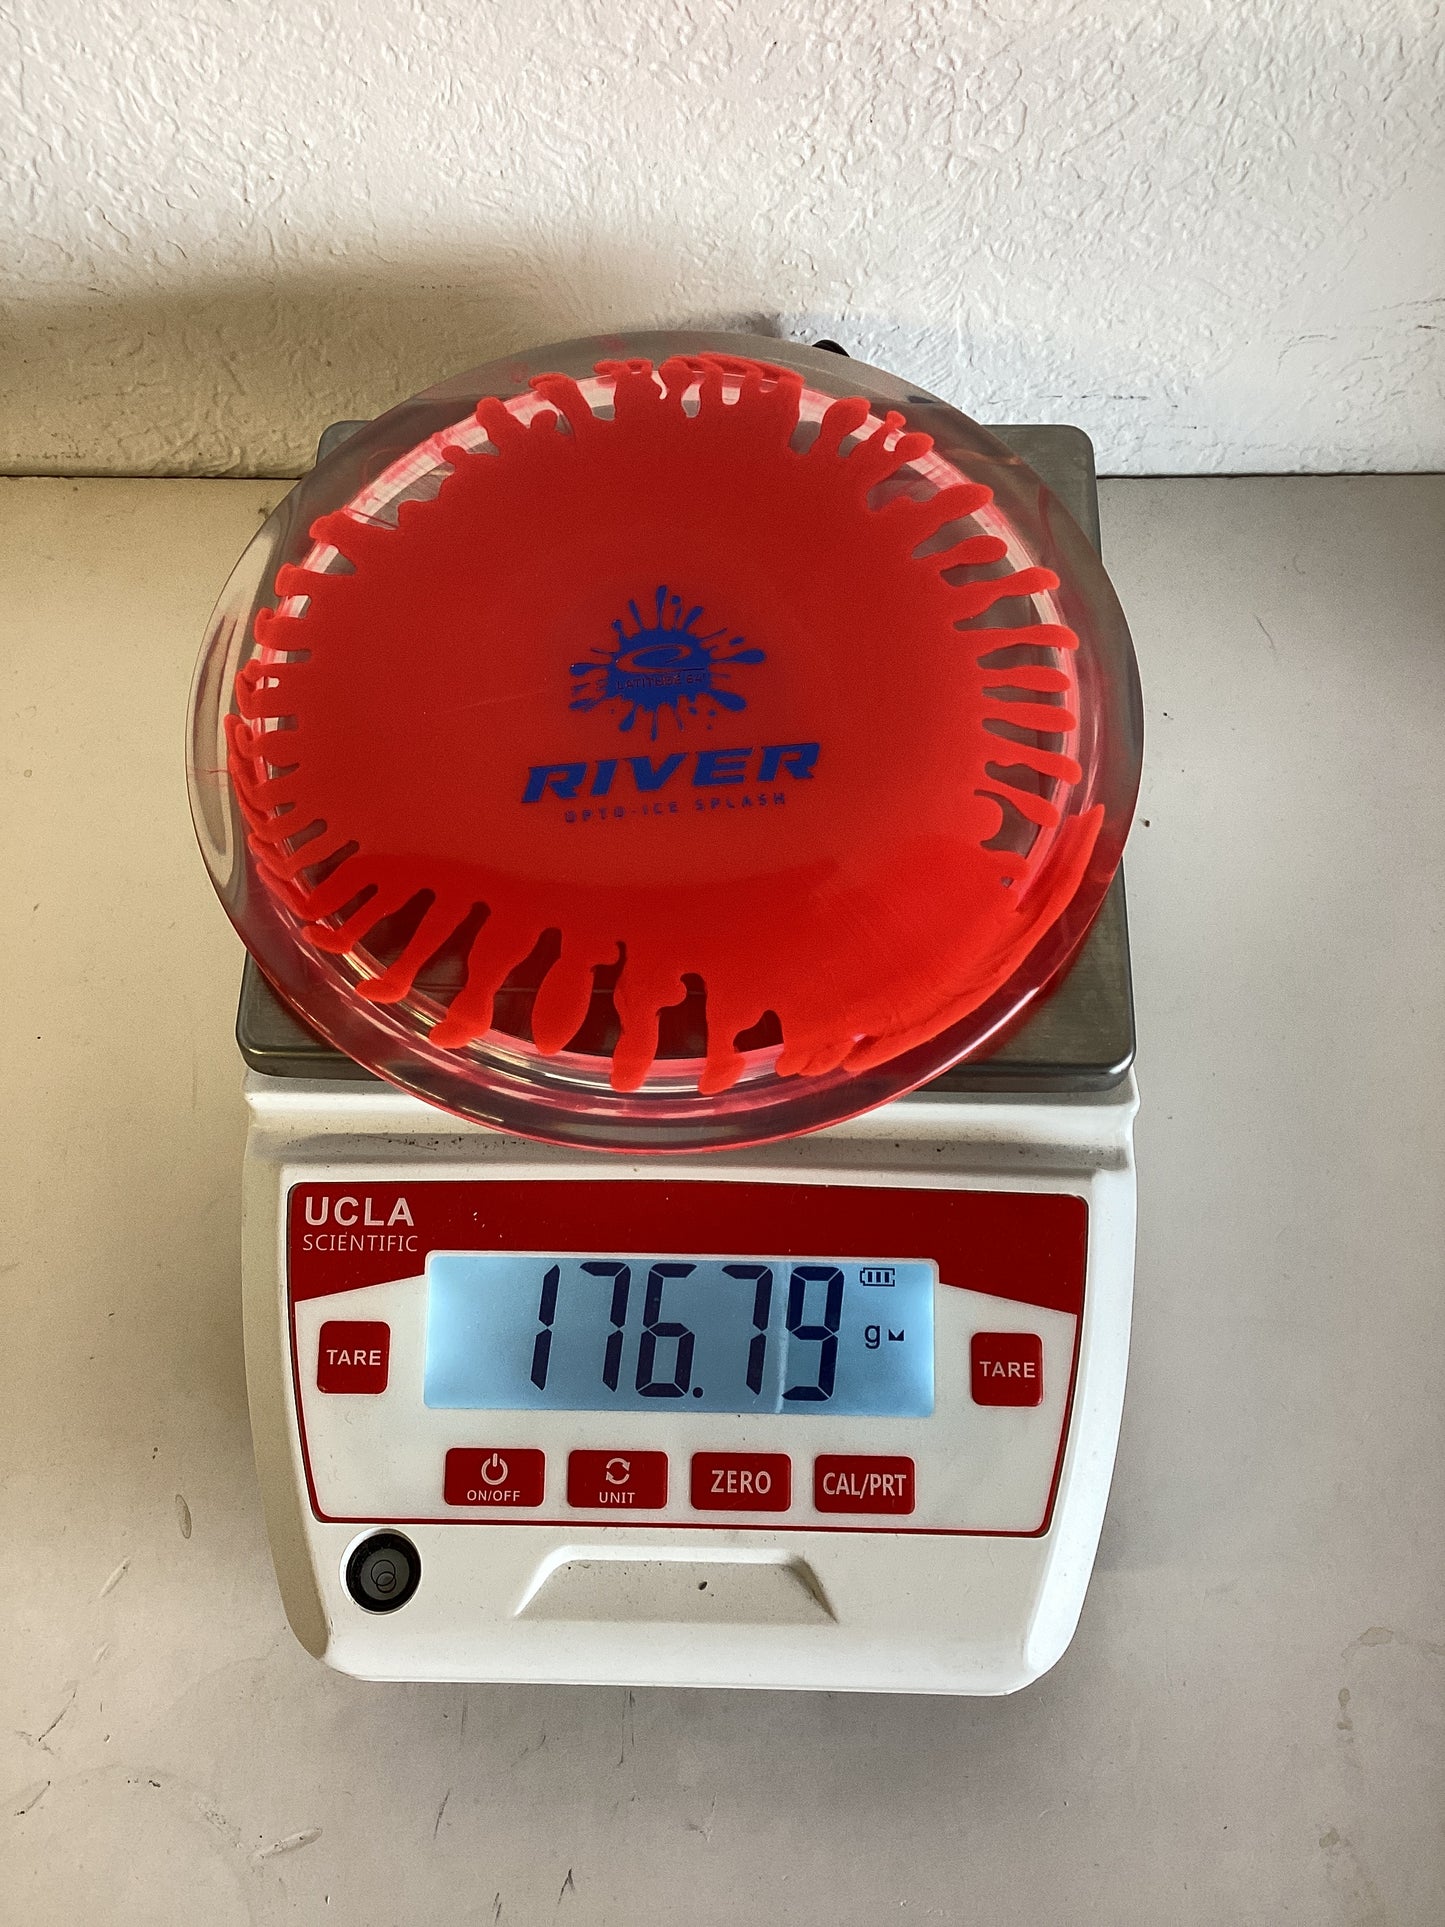 LATITUDE 64°
RIVER
OPTO-ICE SPLASH
UCLA
SCIENTIFIC
176.79 g
TARE
TARE
ON/OFF
UNIT
ZERO
CAL/PRT